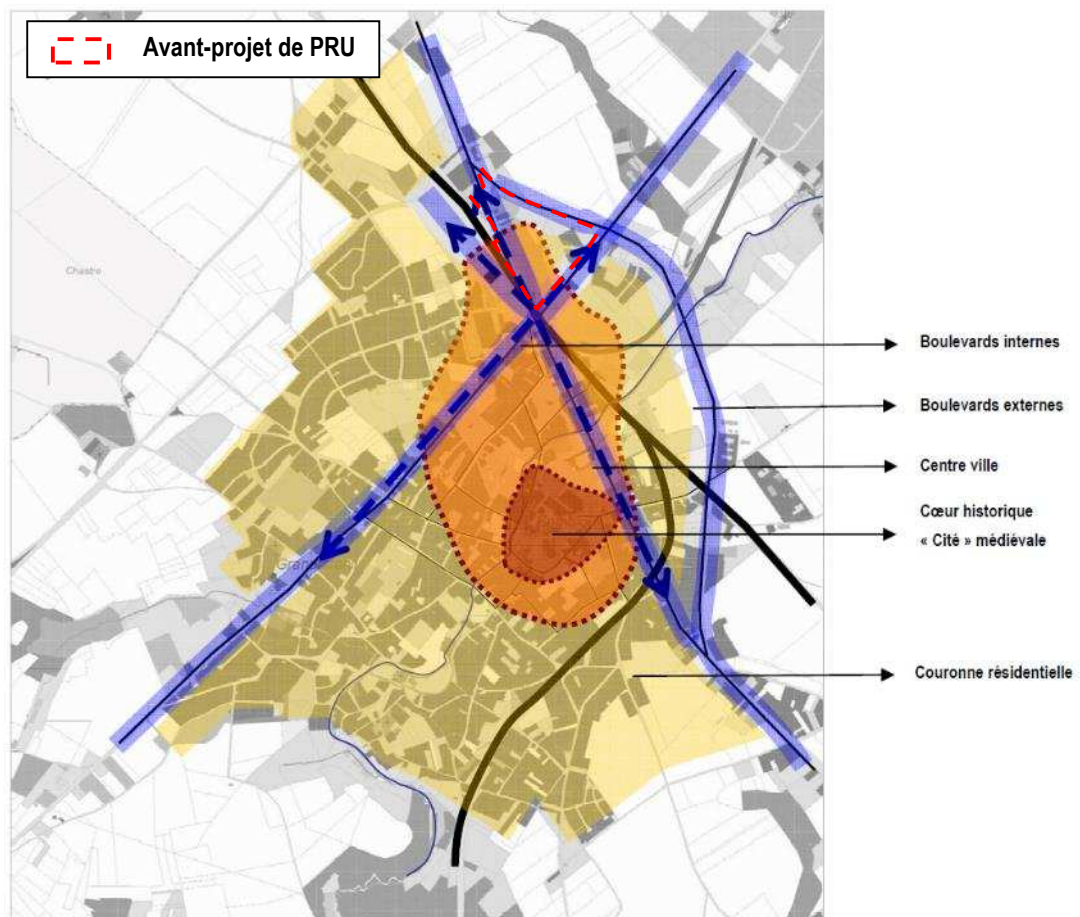 Avant-projet de PRU
Chastre
Boulevards internes
Boulevards externes
Centre ville
Cœur historique
« Cité » médiévale
Couronne résidentielle